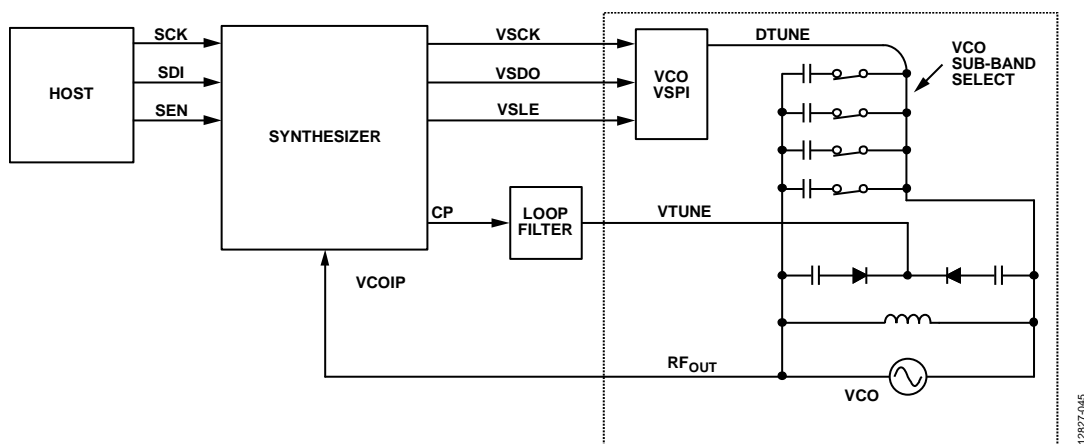 HOST
SCK
SDI
SEN
SYNTHESIZER
VSCK
VSDO
VSLE
VCO
VSPI
DTUNE
VCO
SUB-BAND
SELECT
CP
LOOP
FILTER
VTUNE
VCOIP
RFOUT
VCO
12827-045